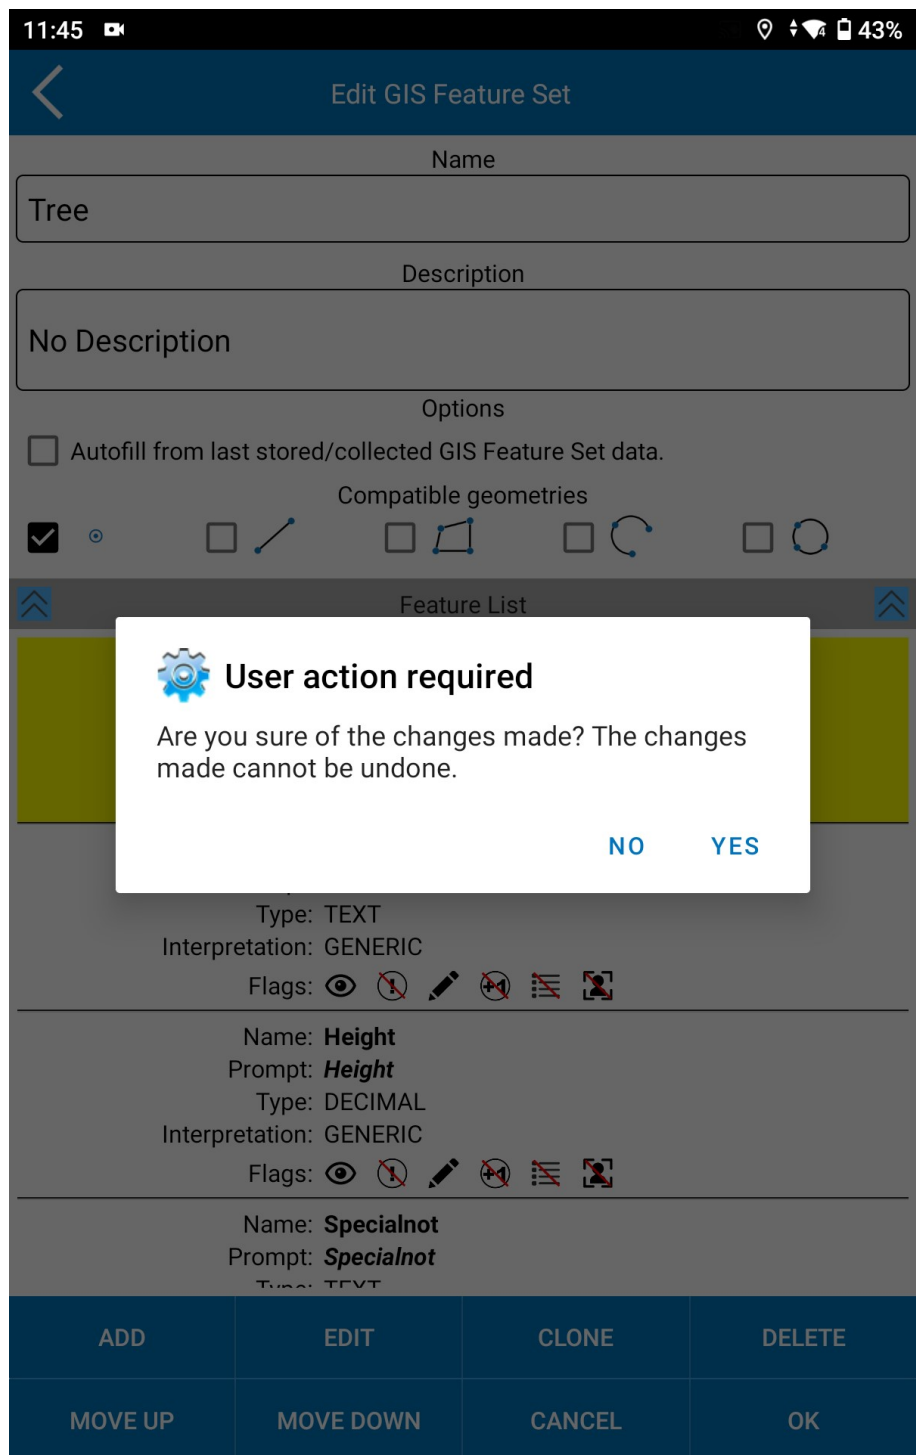 11:45
43%
Edit GIS Feature Set
Name
Tree
Description
No Description
Options
Autofill from last stored/collected GIS Feature Set data.
Compatible geometries
Feature List
User action required
Are you sure of the changes made? The changes
made cannot be undone.
NO YES
Type: TEXT
Interpretation: GENERIC
Flags:
Name: Height
Prompt: Height
Type: DECIMAL
Interpretation: GENERIC
Flags:
Name: Specialnot
Prompt: Specialnot
Type: TEXT
ADD EDIT CLONE DELETE
MOVE UP MOVE DOWN CANCEL OK